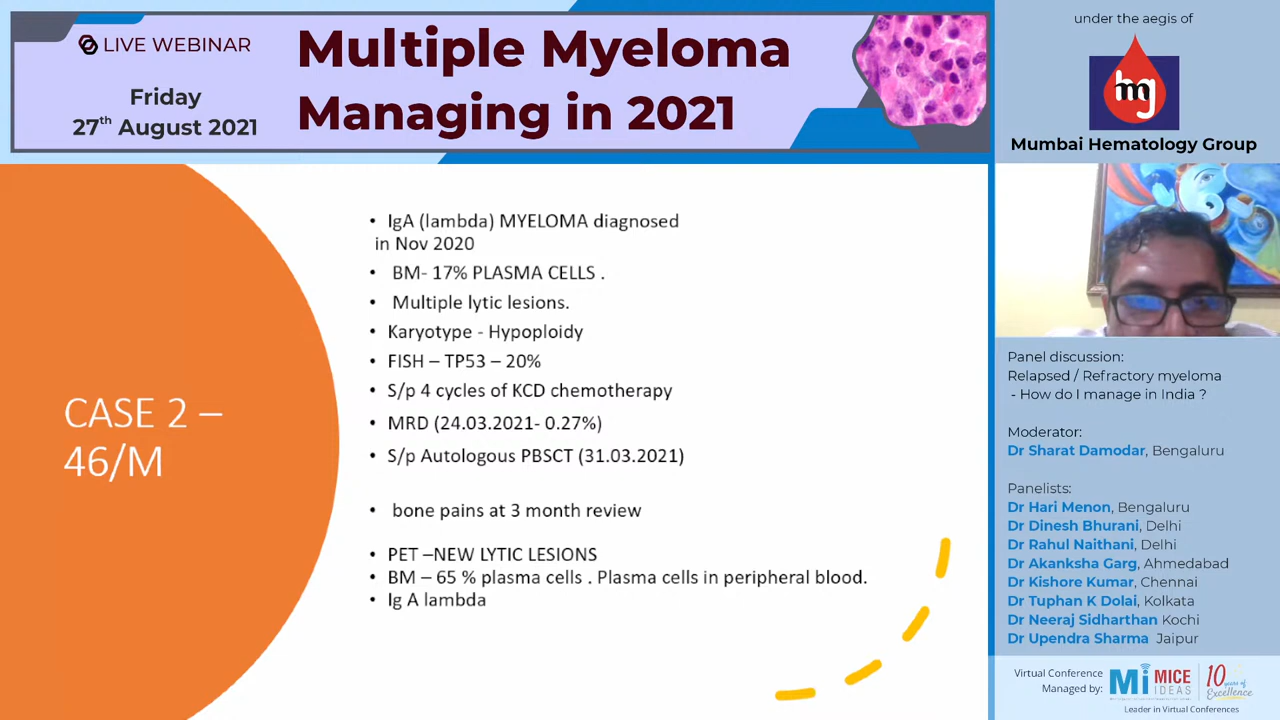 LIVE WEBINAR
Friday
27th August 2021
Multiple Myeloma
Managing in 2021
under the aegis of
hmg
Mumbai Hematology Group
CASE 2 –
46/M
• IgA (lambda) MYELOMA diagnosed
in Nov 2020
• BM- 17% PLASMA CELLS .
• Multiple lytic lesions.
• Karyotype - Hypoploidy
• FISH – TP53 – 20%
• S/p 4 cycles of KCD chemotherapy
• MRD (24.03.2021- 0.27%)
• S/p Autologous PBSCT (31.03.2021)
• bone pains at 3 month review
• PET –NEW LYTIC LESIONS
• BM – 65 % plasma cells . Plasma cells in peripheral blood.
• Ig A lambda
Panel discussion:
Relapsed / Refractory myeloma
- How do I manage in India ?
Moderator:
Dr Sharat Damodar, Bengaluru
Panelists:
Dr Hari Menon, Bengaluru
Dr Dinesh Bhurani, Delhi
Dr Rahul Naithani, Delhi
Dr Akanksha Garg, Ahmedabad
Dr Kishore Kumar, Chennai
Dr Tuphan K Dolai, Kolkata
Dr Neeraj Sidharthan Kochi
Dr Upendra Sharma Jaipur
Virtual Conference
Managed by:
Mi MICE
IDEAS
10 years of
Excellence
Leader in Virtual Conferences